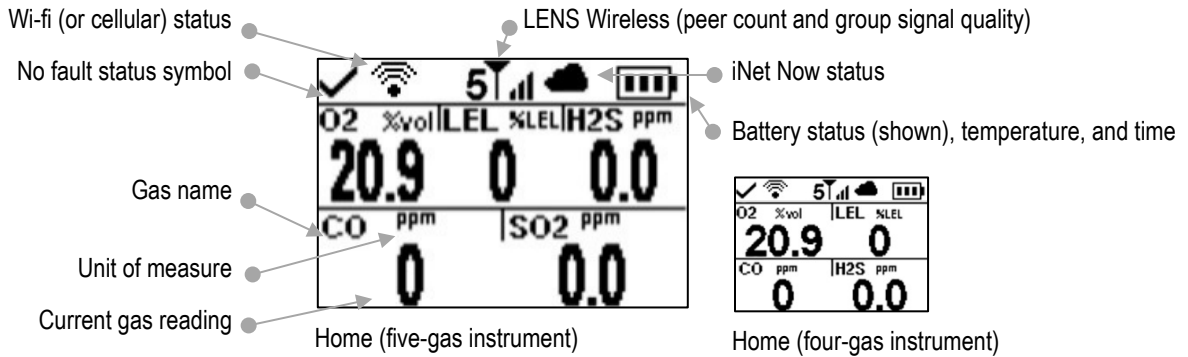 Wi-fi (or cellular) status
LENS Wireless (peer count and group signal quality)
No fault status symbol
iNet Now status
Battery status (shown), temperature, and time
5
O2 %vol LEL %LEL H2S ppm
20.9 0 0.0
CO ppm SO2 ppm
0 0.0
Gas name
Unit of measure
Current gas reading
Home (five-gas instrument)
5
O2 %vol LEL %LEL
20.9 0
CO ppm H2S ppm
0 0.0
Home (four-gas instrument)